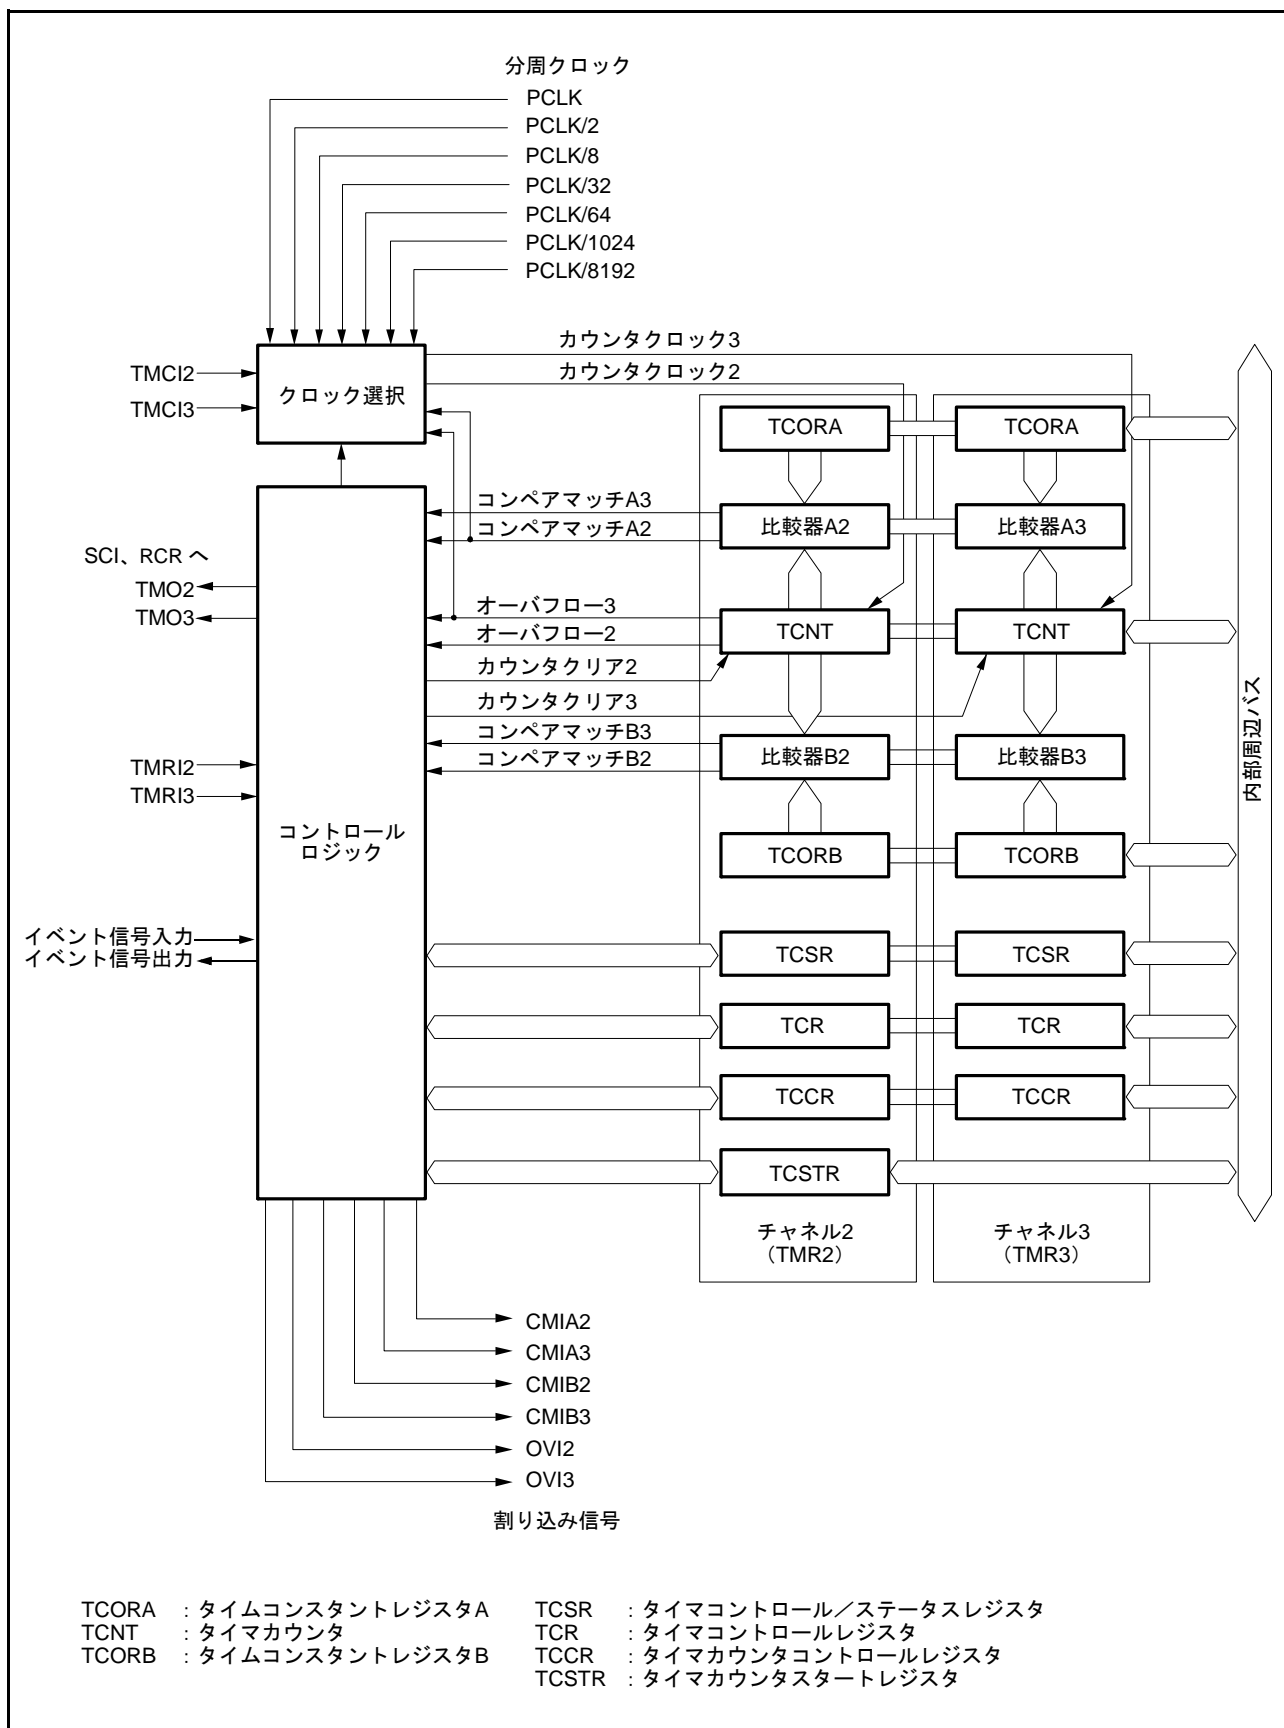 分周クロック
PCLK
PCLK/2
PCLK/8
PCLK/32
PCLK/64
PCLK/1024
PCLK/8192
カウンタクロック3
カウンタクロック2
TMCI2
TMCI3
クロック選択
TCORA
TCORA
コンペアマッチA3
コンペアマッチA2
比較器A2
比較器A3
SCI、RCR へ
TMO2
TMO3
オーバフロー3
オーバフロー2
TCNT
TCNT
カウンタクリア2
カウンタクリア3
コンペアマッチB3
コンペアマッチB2
比較器B2
比較器B3
内部周辺バス
TMRI2
TMRI3
コントロール
ロジック
TCORB
TCORB
イベント信号入力
イベント信号出力
TCSR
TCSR
TCR
TCR
TCCR
TCCR
TCSTR
チャネル2
（TMR2）
チャネル3
（TMR3）
CMIA2
CMIA3
CMIB2
CMIB3
OVI2
OVI3
割り込み信号
TCORA : タイムコンスタントレジスタA
TCNT : タイマカウンタ
TCORB : タイムコンスタントレジスタB
TCSR : タイマコントロール／ステータスレジスタ
TCR : タイマコントロールレジスタ
TCCR : タイマカウンタコントロールレジスタ
TCSTR : タイマカウンタスタートレジスタ